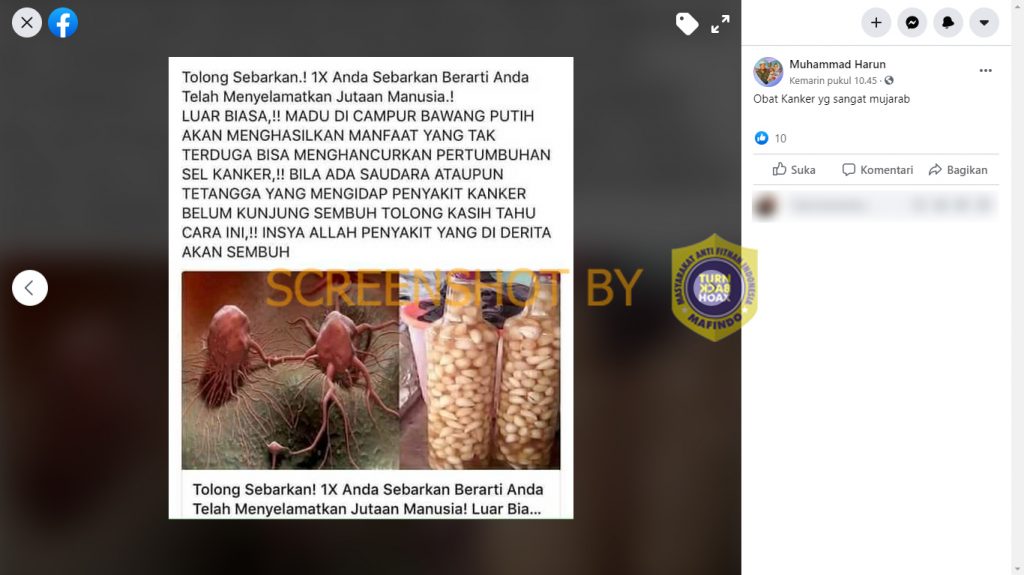 Tolong Sebarkan.! 1X Anda Sebarkan Berarti Anda
Telah Menyelamatkan Jutaan Manusia.!
LUAR BIASA,!! MADU DI CAMPUR BAWANG PUTIH
AKAN MENGHASILKAN MANFAAT YANG TAK
TERDUGA BISA MENGHANCURKAN PERTUMBUHAN
SEL KANKER,!! BILA ADA SAUDARA ATAUPUN
TETANGGA YANG MENGIDAP PENYAKIT KANKER
BELUM KUNJUNG SEMBUH TOLONG KASIH TAHU
CARA INI,!! INSYA ALLAH PENYAKIT YANG DI DERITA
AKAN SEMBUH
SCREENSHOT BY
MASYARAKAT ANTI FITNAH INDONESIA
TURN
BACK
HOAX
MAFINDO
Tolong Sebarkan! 1X Anda Sebarkan Berarti Anda
Telah Menyelamatkan Jutaan Manusia! Luar Bia...
Muhammad Harun
Kemarin pukul 10.45 ·
Obat Kanker yg sangat mujarab
10
Suka
Komentari
Bagikan